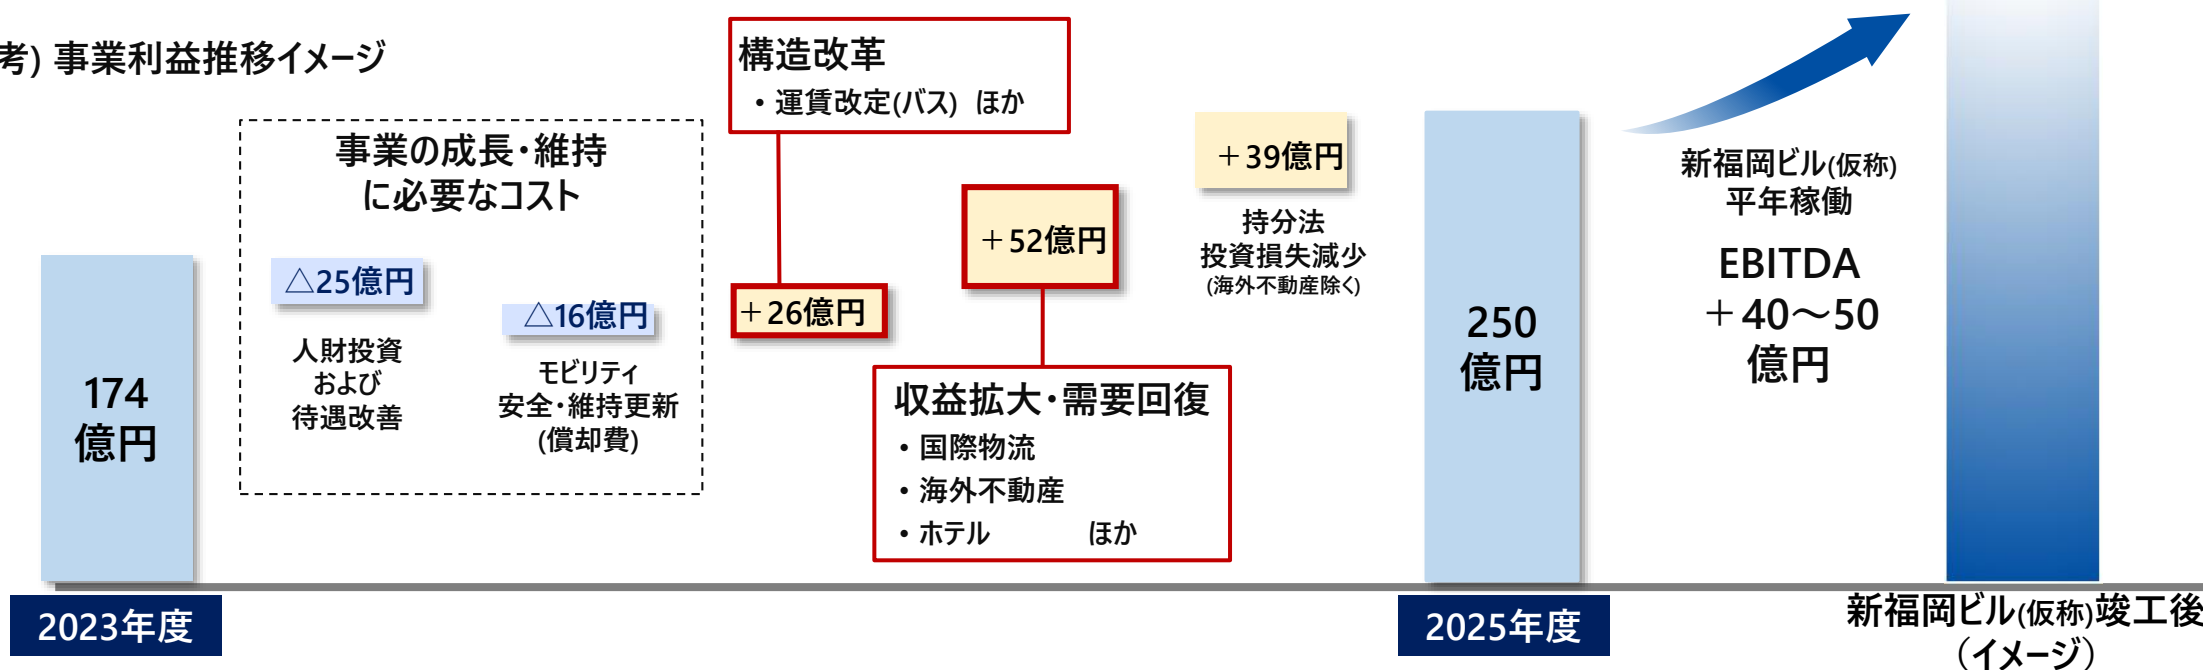 考) 事業利益推移イメージ
構造改革
・運賃改定(バス) ほか
事業の成長・維持
に必要なコスト
△25億円
人財投資
および
待遇改善
△16億円
モビリティ
安全・維持更新
(償却費)
174
億円
＋26億円
＋52億円
収益拡大・需要回復
・国際物流
・海外不動産
・ホテル ほか
＋39億円
持分法
投資損失減少
(海外不動産除く)
250
億円
新福岡ビル(仮称)
平年稼働
EBITDA
＋40～50
億円
2023年度
2025年度
新福岡ビル(仮称)竣工後
（イメージ）